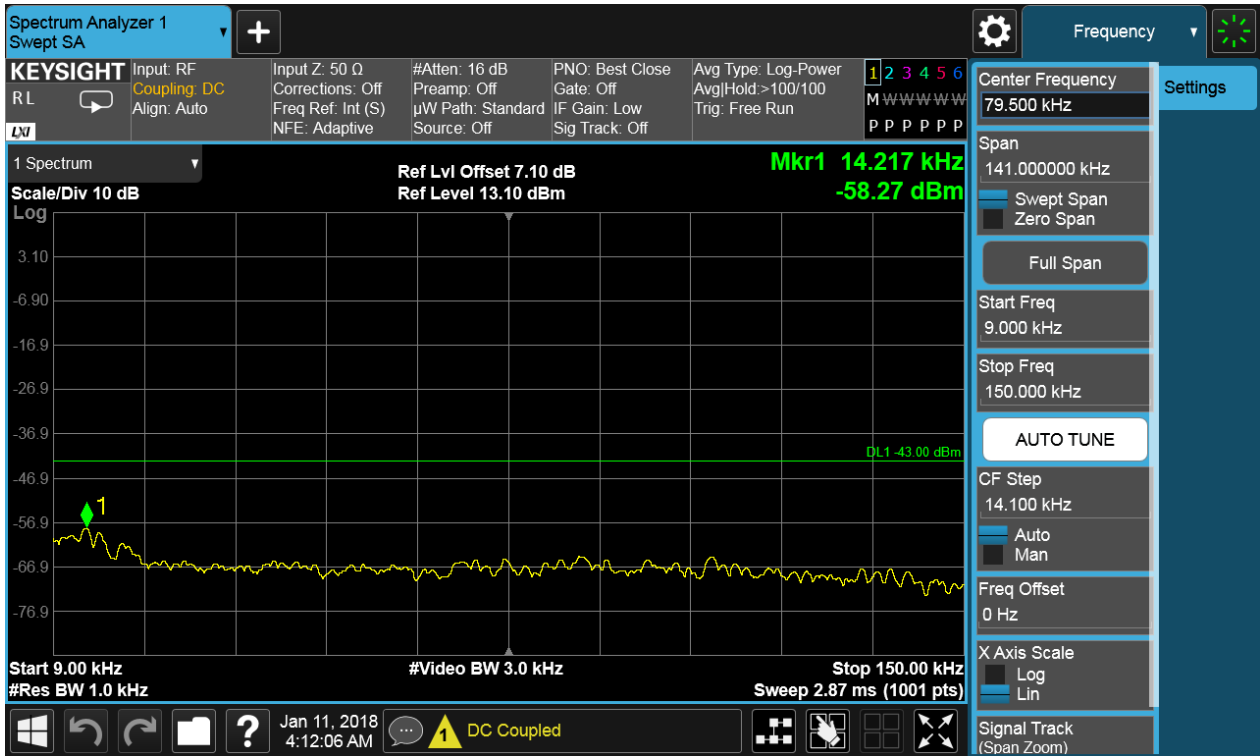 Spectrum Analyzer 1
Swept SA
+
Frequency
KEYSIGHT
RL
LXI
Input: RF
Coupling: DC
Align: Auto
Input Z: 50 Ω
Corrections: Off
Freq Ref: Int (S)
NFE: Adaptive
#Atten: 16 dB
Preamp: Off
µW Path: Standard
Source: Off
PNO: Best Close
Gate: Off
IF Gain: Low
Sig Track: Off
Avg Type: Log-Power
Avg|Hold:>100/100
Trig: Free Run
1 2 3 4 5 6
M W W W W W
P P P P P P
1 Spectrum
Scale/Div 10 dB
Log
Ref Lvl Offset 7.10 dB
Ref Level 13.10 dBm
Mkr1 14.217 kHz
-58.27 dBm
3.10
-6.90
-16.9
-26.9
-36.9
DL1 -43.00 dBm
-46.9
1
-56.9
-66.9
-76.9
Start 9.00 kHz
#Video BW 3.0 kHz
Stop 150.00 kHz
#Res BW 1.0 kHz
Sweep 2.87 ms (1001 pts)
Center Frequency
79.500 kHz
Span
141.000000 kHz
Swept Span
Zero Span
Full Span
Start Freq
9.000 kHz
Stop Freq
150.000 kHz
AUTO TUNE
CF Step
14.100 kHz
Auto
Man
Freq Offset
0 Hz
X Axis Scale
Log
Lin
Signal Track
(Span Zoom)
Settings
?
Jan 11, 2018
4:12:06 AM
1
DC Coupled